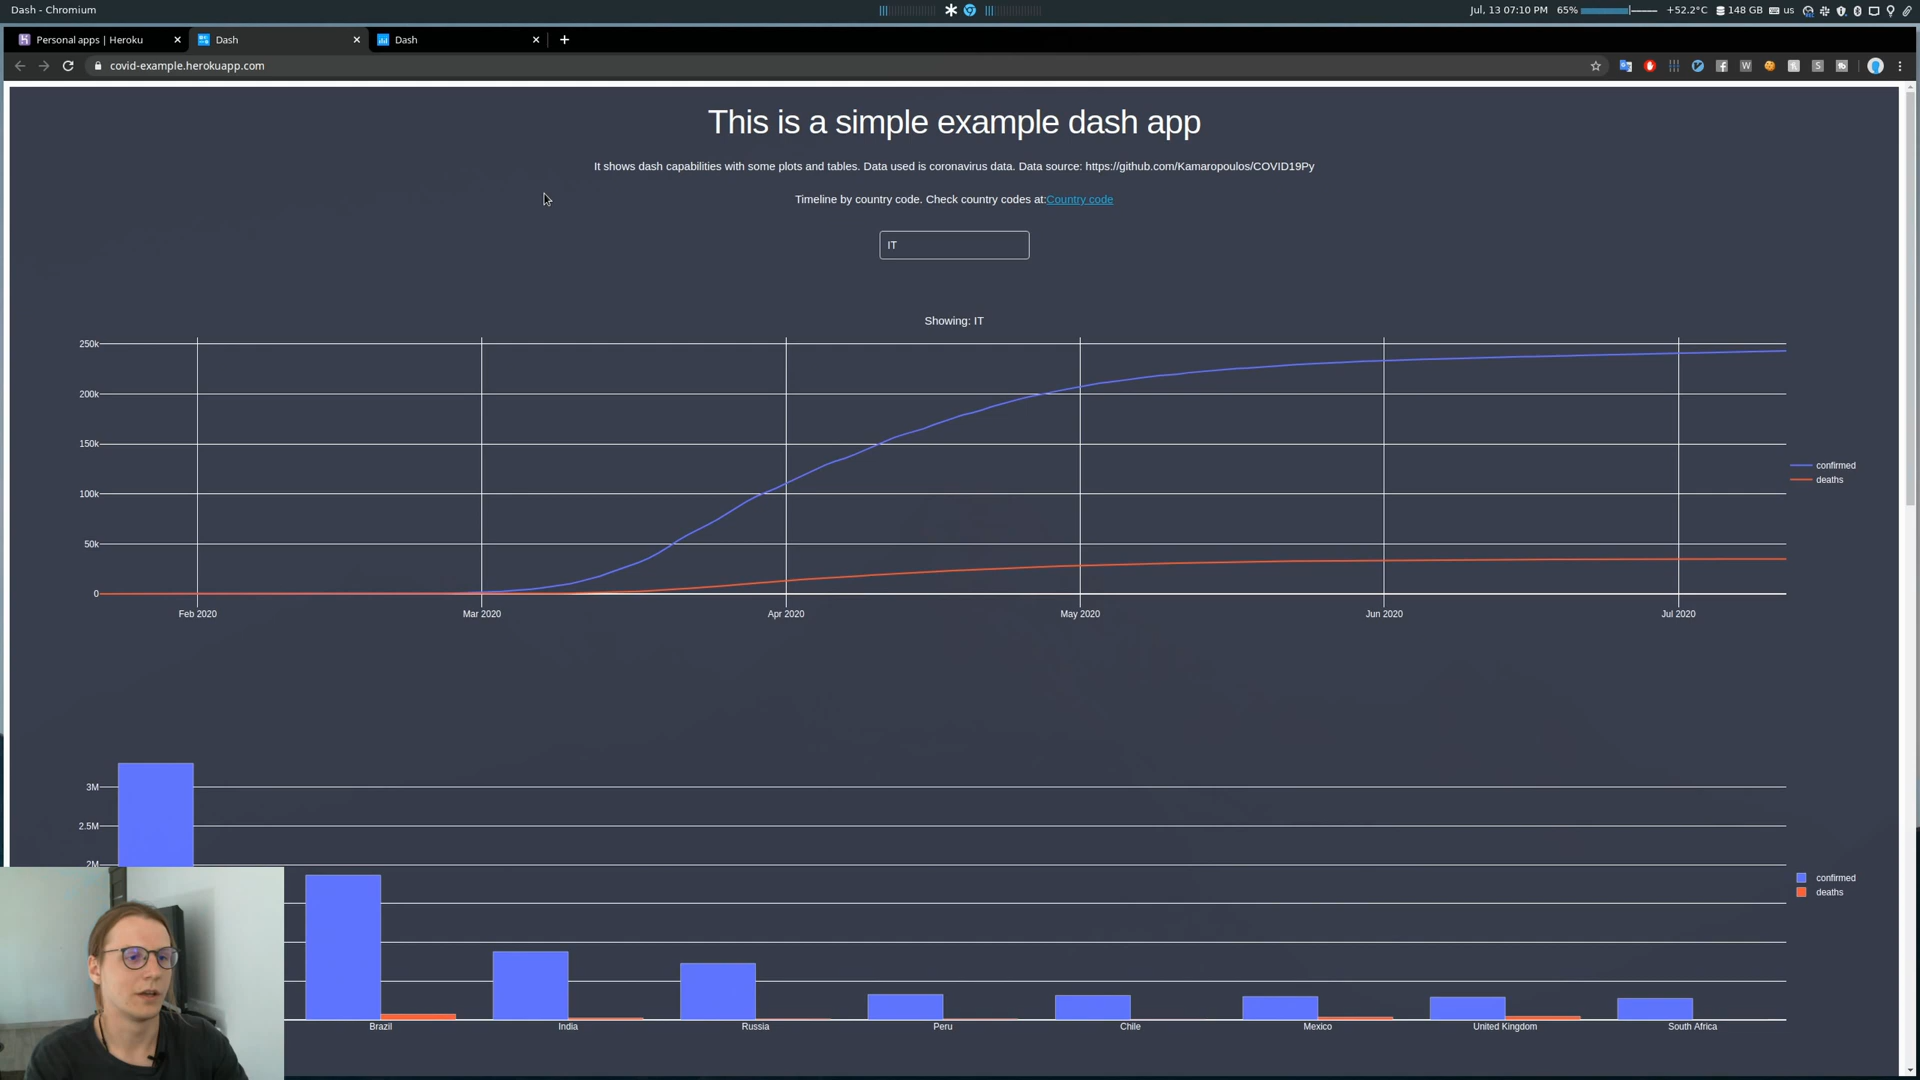 Dash - Chromium
Jul, 13 07:10 PM 65% +52.2°C 148 GB us
Personal apps | Heroku
Dash
Dash
covid-example.herokuapp.com
This is a simple example dash app
It shows dash capabilities with some plots and tables. Data used is coronavirus data. Data source: https://github.com/Kamaropoulos/COVID19Py
Timeline by country code. Check country codes at:Country code
IT
Showing: IT
250k
200k
150k
100k
50k
0
Feb 2020 Mar 2020 Apr 2020 May 2020 Jun 2020 Jul 2020
confirmed
deaths
3M
2.5M
2M
confirmed
deaths
Brazil India Russia Peru Chile Mexico United Kingdom South Africa